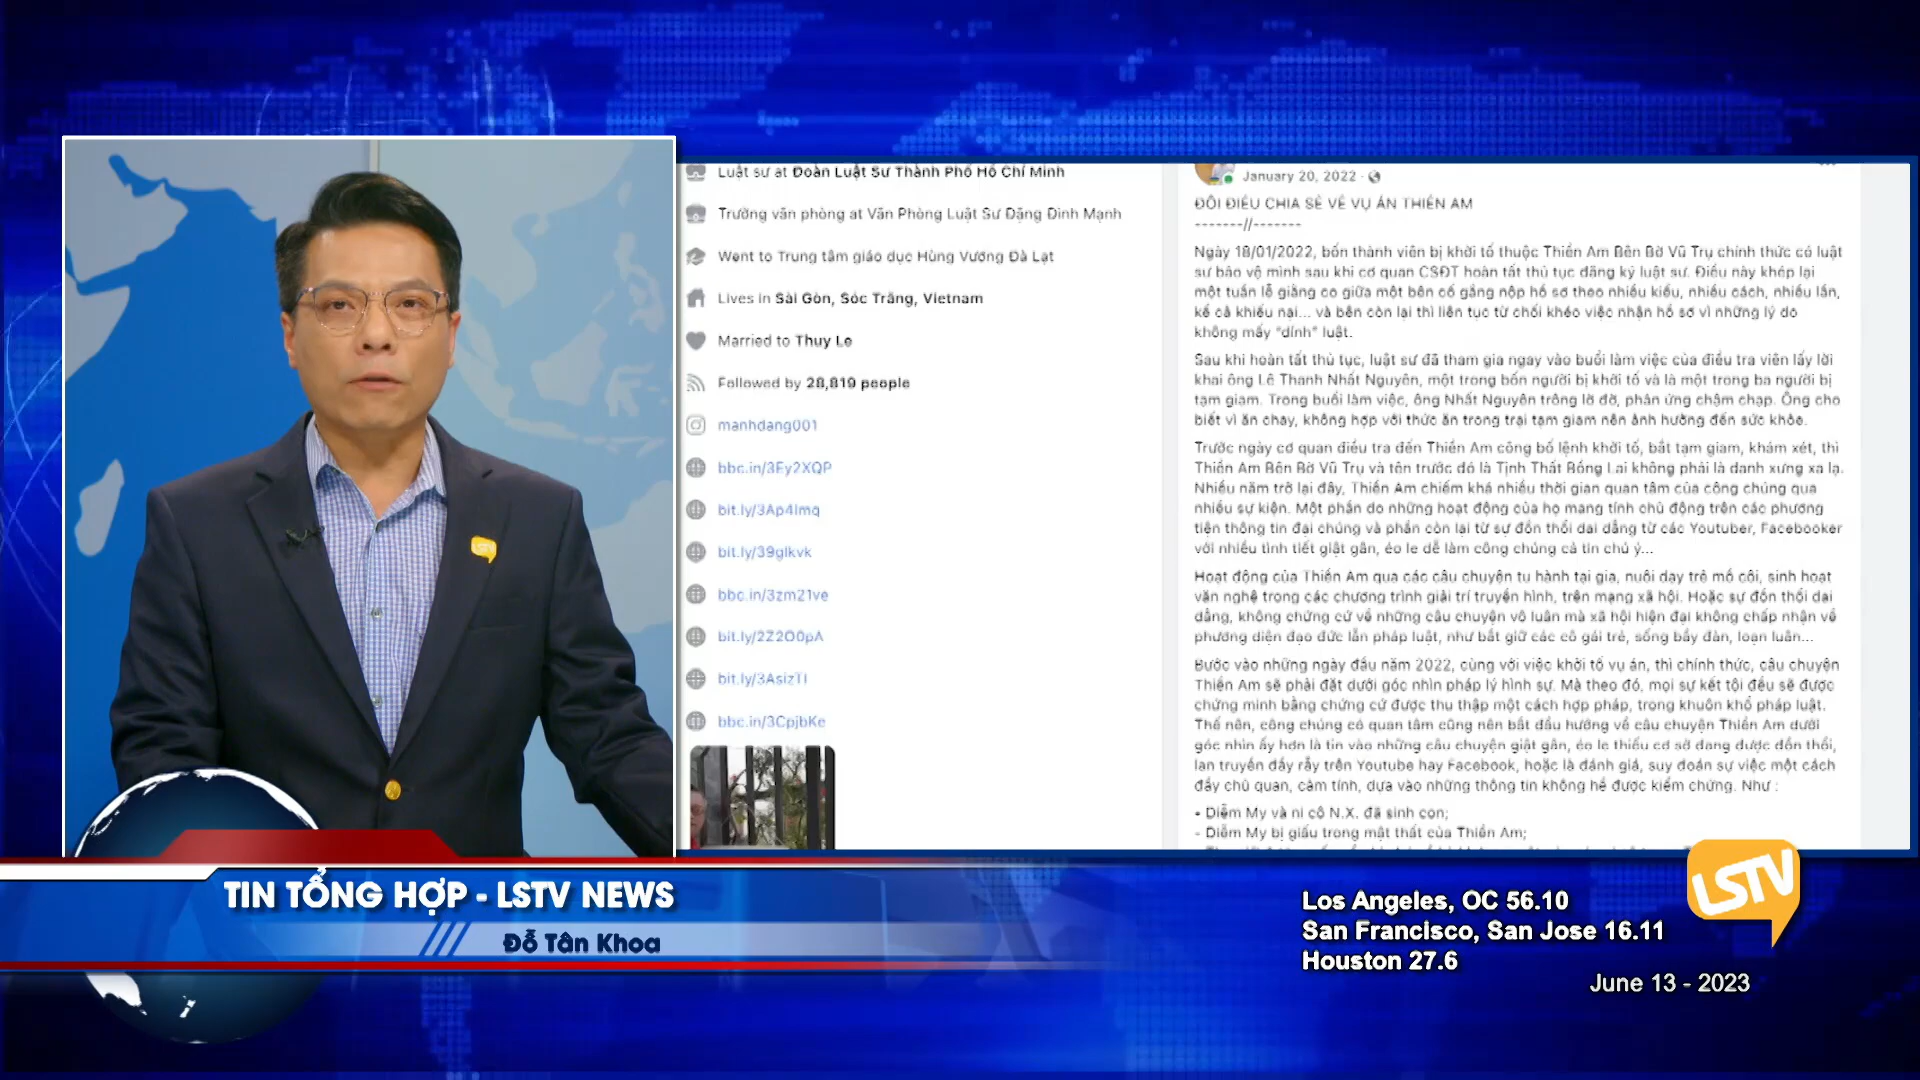 Luật sư at Đoàn Luật Sư Thành Phố Hồ Chí Minh
Trưởng văn phòng at Văn Phòng Luật Sư Đặng Đình Mạnh
Went to Trung tâm giáo dục Hùng Vương Đà Lạt
Lives in Sài Gòn, Sóc Trăng, Vietnam
Married to Thuy Le
Followed by 28,819 people
manhdang001
bbc.in/3Ey2XQP
bit.ly/3Ap4Imq
bit.ly/39glkvk
bbc.in/3zm21ve
bit.ly/2Z2O0pA
bit.ly/3AsizTI
bbc.in/3CpjbKe
January 20, 2022 ·
ĐÔI ĐIỀU CHIA SẺ VỀ VỤ ÁN THIỀN AM
-------//-------
Ngày 18/01/2022, bốn thành viên bị khởi tố thuộc Thiền Am Bên Bờ Vũ Trụ chính thức có luật
sư bảo vệ mình sau khi cơ quan CSĐT hoàn tất thủ tục đăng ký luật sư. Điều này khép lại
một tuần lễ giằng co giữa một bên cố gắng nộp hồ sơ theo nhiều kiểu, nhiều cách, nhiều lần,
kể cả khiếu nại... và bên còn lại thì liên tục từ chối khéo việc nhận hồ sơ vì những lý do
không mấy "dính" luật.
Sau khi hoàn tất thủ tục, luật sư đã tham gia ngay vào buổi làm việc của điều tra viên lấy lời
khai ông Lê Thanh Nhất Nguyên, một trong bốn người bị khởi tố và là một trong ba người bị
tạm giam. Trong buổi làm việc, ông Nhất Nguyên trông lờ đờ, phản ứng chậm chạp. Ông cho
biết vì ăn chay, không hợp với thức ăn trong trại tạm giam nên ảnh hưởng đến sức khỏe.
Trước ngày cơ quan điều tra đến Thiền Am công bố lệnh khởi tố, bắt tạm giam, khám xét, thì
Thiền Am Bên Bờ Vũ Trụ và tên trước đó là Tịnh Thất Bồng Lai không phải là danh xưng xa lạ.
Nhiều năm trở lại đây, Thiền Am chiếm khá nhiều thời gian quan tâm của công chúng qua
nhiều sự kiện. Một phần do những hoạt động của họ mang tính chủ động trên các phương
tiện thông tin đại chúng và phần còn lại từ sự đồn thổi dai dẳng từ các Youtuber, Facebooker
với nhiều tình tiết giật gân, éo le dễ làm công chúng cả tin chú ý...
Hoạt động của Thiền Am qua các câu chuyện tu hành tại gia, nuôi dạy trẻ mồ côi, sinh hoạt
văn nghệ trong các chương trình giải trí truyền hình, trên mạng xã hội. Hoặc sự đồn thổi dai
dẳng, không chứng cứ về những câu chuyện vô luân mà xã hội hiện đại không chấp nhận về
phương diện đạo đức lẫn pháp luật, như bắt giữ các cô gái trẻ, sống bầy đàn, loạn luân...
Bước vào những ngày đầu năm 2022, cùng với việc khởi tố vụ án, thì chính thức, câu chuyện
Thiền Am sẽ phải đặt dưới góc nhìn pháp lý hình sự. Mà theo đó, mọi sự kết tội đều sẽ được
chứng minh bằng chứng cứ được thu thập một cách hợp pháp, trong khuôn khổ pháp luật.
Thế nên, công chúng có quan tâm cũng nên bắt đầu hướng về câu chuyện Thiền Am dưới
góc nhìn ấy hơn là tin vào những câu chuyện giật gân, éo le thiếu cơ sở đang được đồn thổi,
lan truyền đầy rẫy trên Youtube hay Facebook, hoặc là đánh giá, suy đoán sự việc một cách
đầy chủ quan, cảm tính, dựa vào những thông tin không hề được kiểm chứng. Như :
- Diễm My và ni cô N.X. đã sinh con;
- Diễm My bị giấu trong mật thất của Thiền Am;
LSTV
TIN TỔNG HỢP - LSTV NEWS
Đỗ Tân Khoa
Los Angeles, OC 56.10
San Francisco, San Jose 16.11
Houston 27.6
June 13 - 2023
LSTV